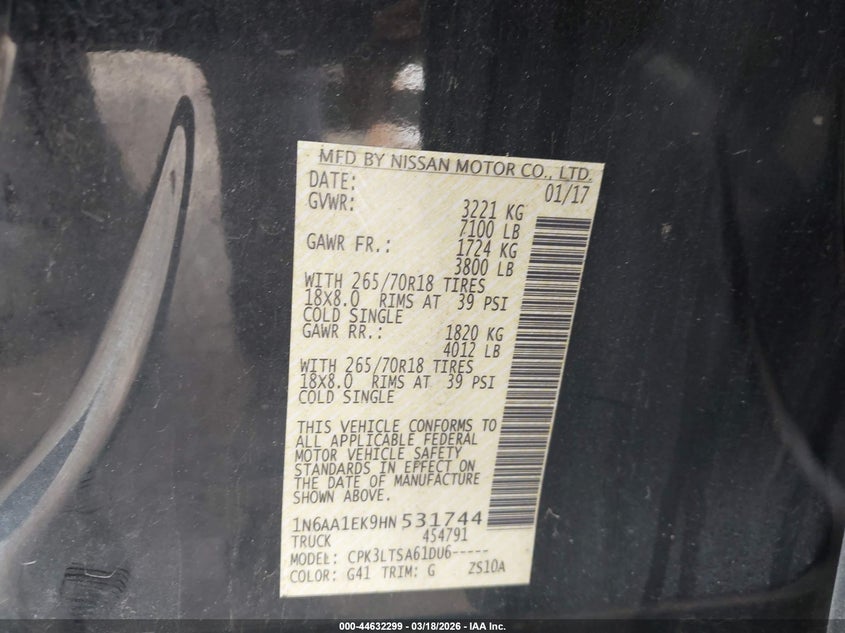 MFD BY NISSAN MOTOR CO., LTD.
DATE: 01/17
GVWR: 3221 KG
7100 LB
GAWR FR.: 1724 KG
3800 LB
WITH 265/70R18 TIRES
18X8.0 RIMS AT 39 PSI
COLD SINGLE
GAWR RR.: 1820 KG
4012 LB
WITH 265/70R18 TIRES
18X8.0 RIMS AT 39 PSI
COLD SINGLE
THIS VEHICLE CONFORMS TO
ALL APPLICABLE FEDERAL
MOTOR VEHICLE SAFETY
STANDARDS IN EFFECT ON
THE DATE OF MANUFACTURE
SHOWN ABOVE.
1N6AA1EK9HN531744
TRUCK 454791
MODEL: CPK3LTSA61DU6-----
COLOR: G41 TRIM: G ZS10A
000-44632299 - 03/18/2026 - IAA Inc.